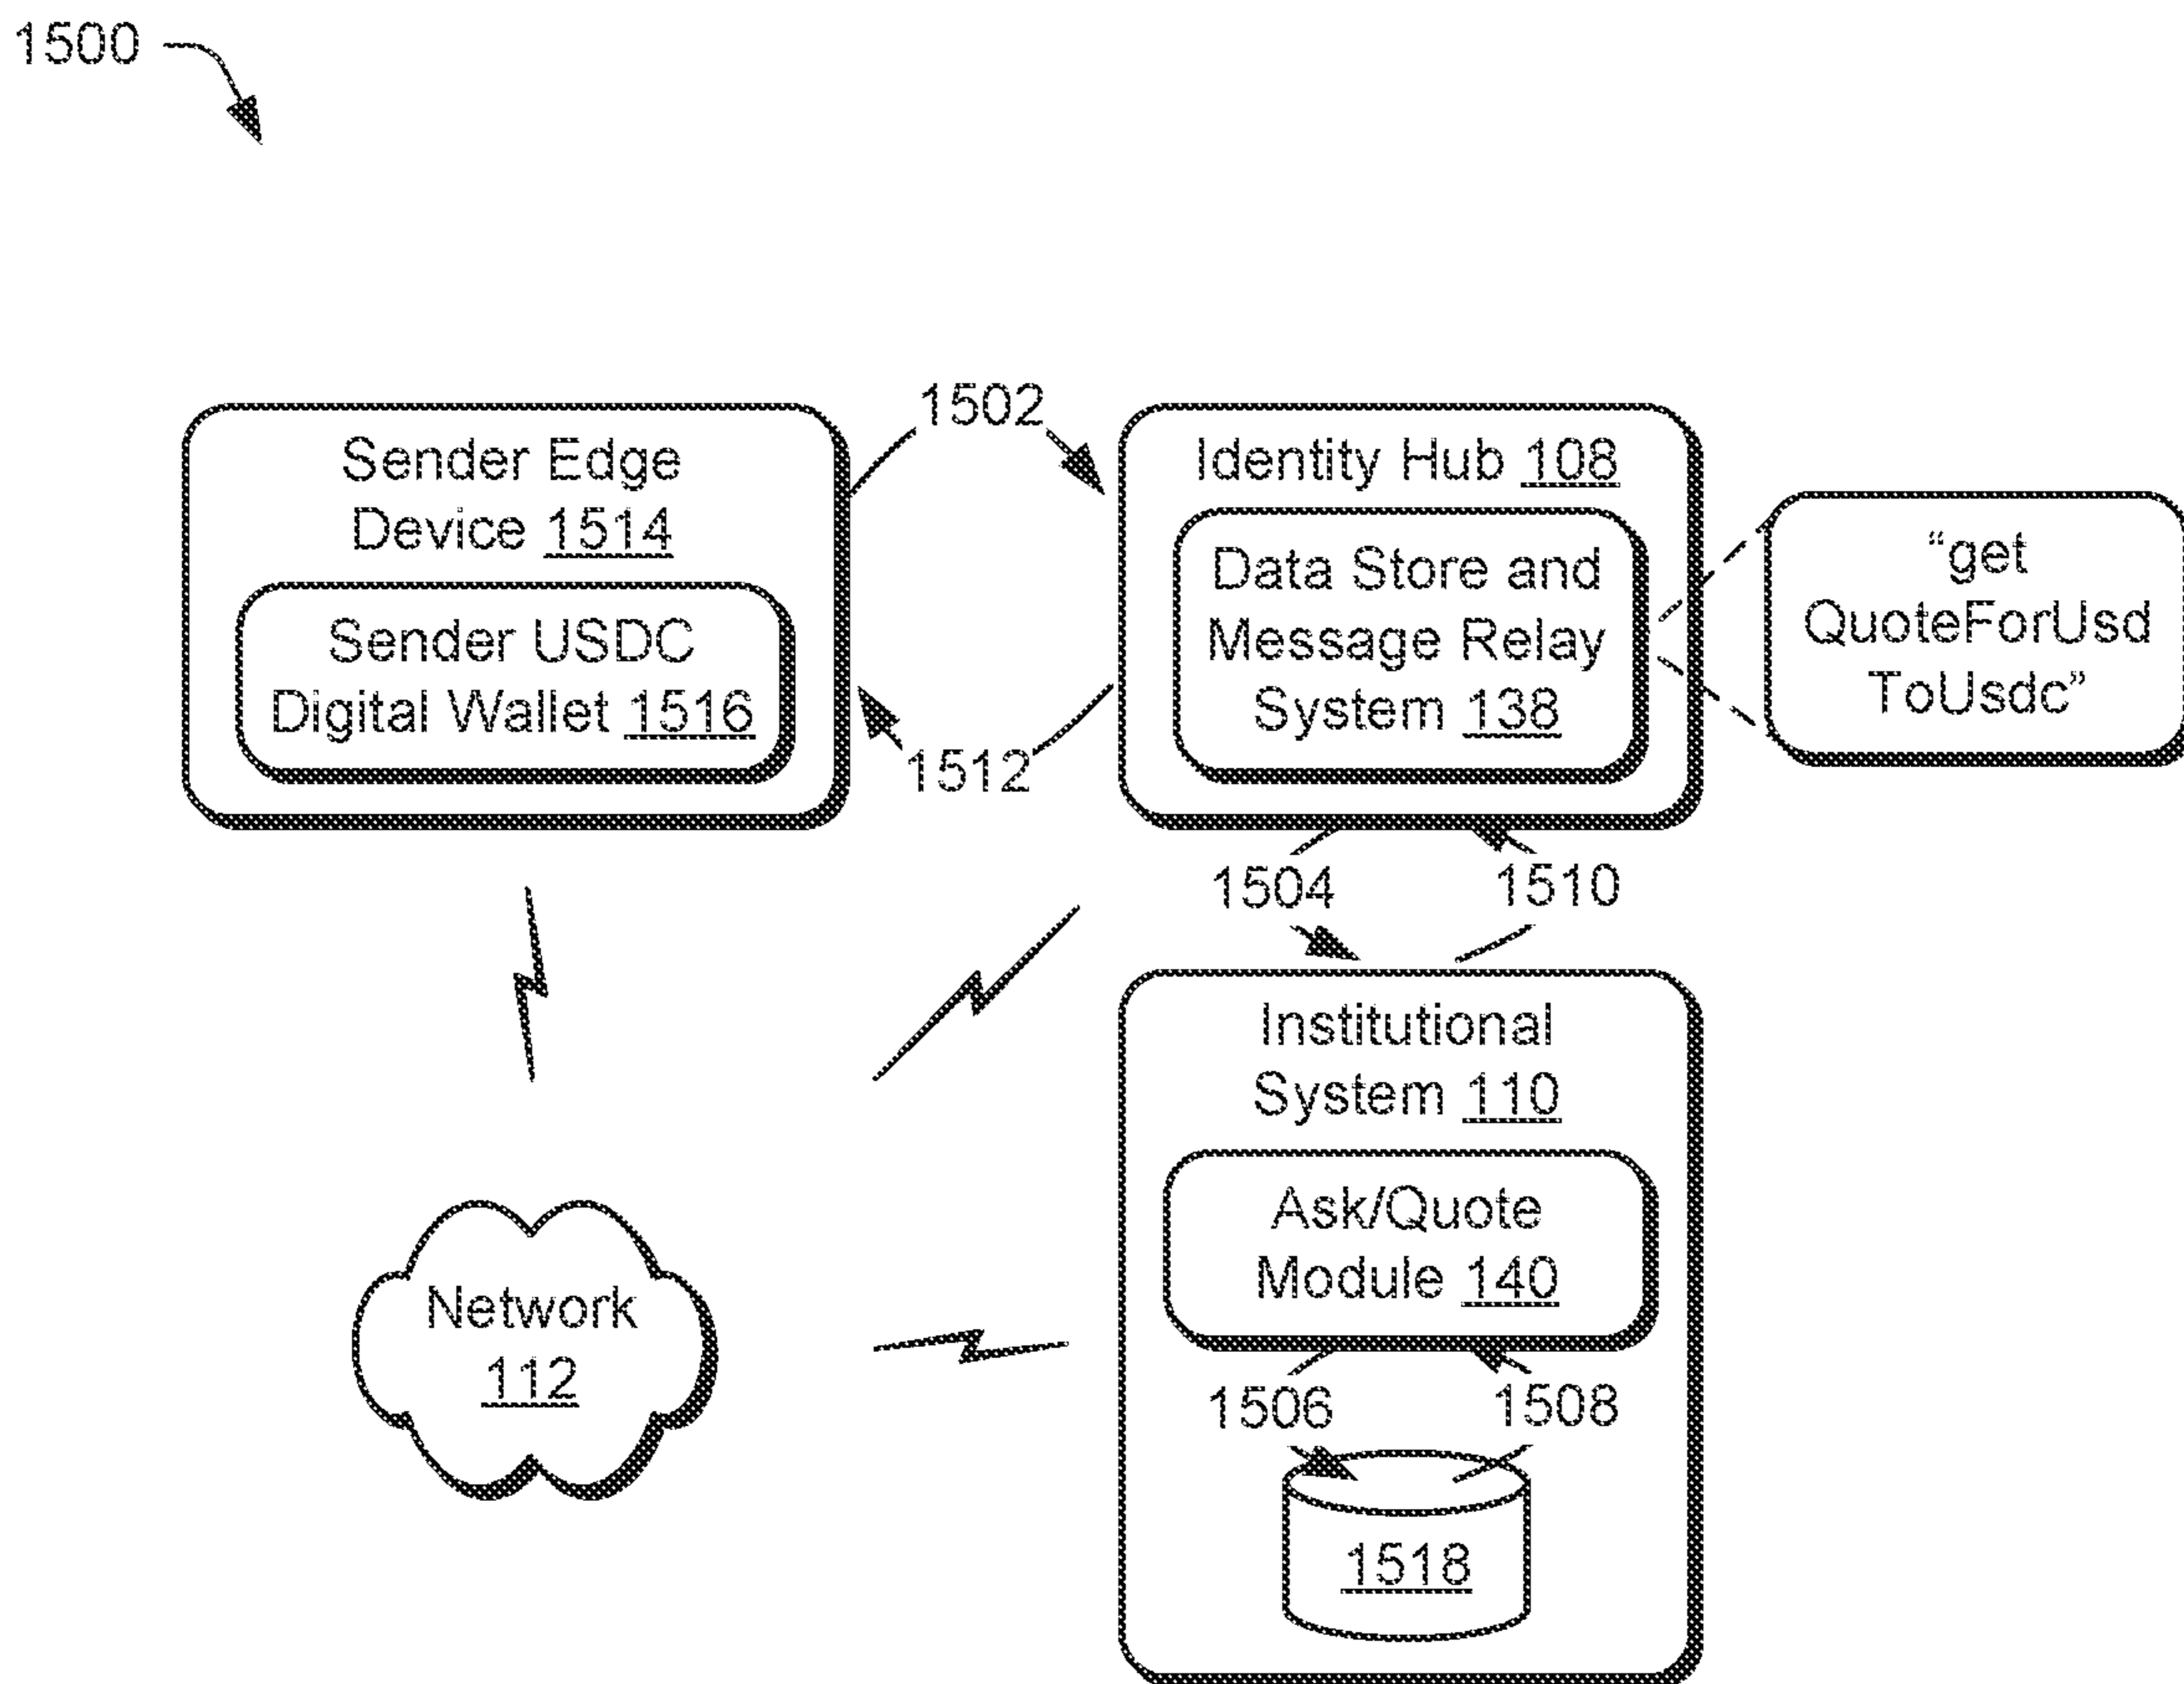 1500
1502
Sender Edge
Device 1514
Sender USDC
Digital Wallet 1516
Identity Hub 108
Data Store and
Message Relay
System 138
“get
QuoteForUsd
ToUsdc”
1512
1504
1510
Institutional
System 110
Ask/Quote
Module 140
Network
112
1506
1508
1518